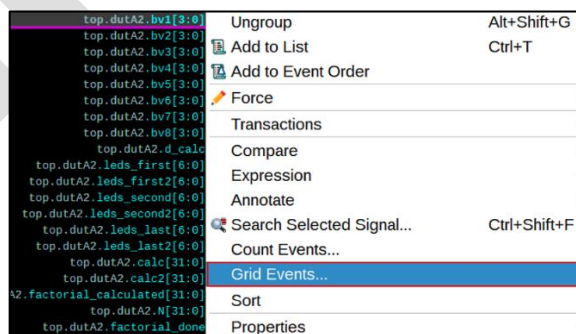 top.dutA2.bv1[3:0]
top.dutA2.bv2[3:0]
top.dutA2.bv3[3:0]
top.dutA2.bv4[3:0]
top.dutA2.bv5[3:0]
top.dutA2.bv6[3:0]
top.dutA2.bv7[3:0]
top.dutA2.bv8[3:0]
top.dutA2.d_calc
top.dutA2.leds_first[6:0]
top.dutA2.leds_first2[6:0]
top.dutA2.leds_second[6:0]
top.dutA2.leds_second2[6:0]
top.dutA2.leds_last[6:0]
top.dutA2.leds_last2[6:0]
top.dutA2.calc[31:0]
top.dutA2.calc2[31:0]
A2.factorial_calculated[31:0]
top.dutA2.N[31:0]
top.dutA2.factorial_done
Ungroup Alt+Shift+G
Add to List Ctrl+T
Add to Event Order
Force
Transactions
Compare
Expression
Annotate
Search Selected Signal... Ctrl+Shift+F
Count Events...
Grid Events...
Sort
Properties